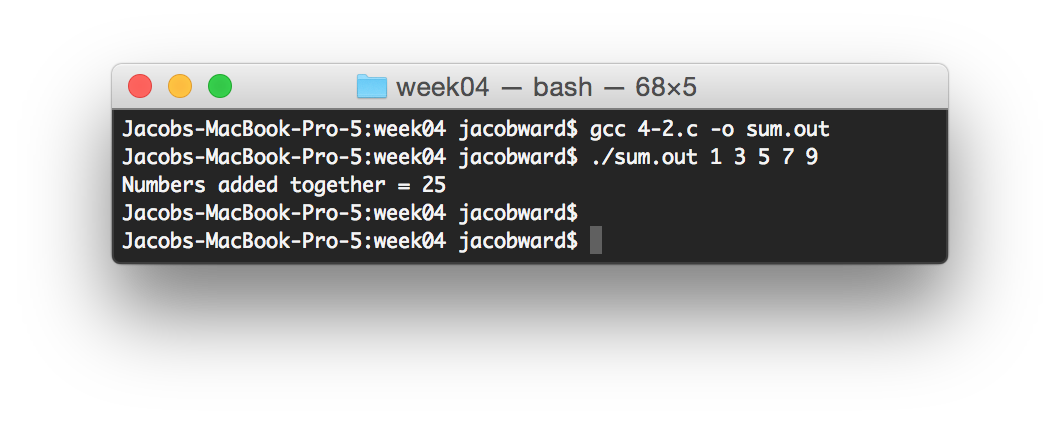 week04 — bash — 68×5
Jacobs-MacBook-Pro-5:week04 jacobward$ gcc 4-2.c -o sum.out
Jacobs-MacBook-Pro-5:week04 jacobward$ ./sum.out 1 3 5 7 9
Numbers added together = 25
Jacobs-MacBook-Pro-5:week04 jacobward$
Jacobs-MacBook-Pro-5:week04 jacobward$